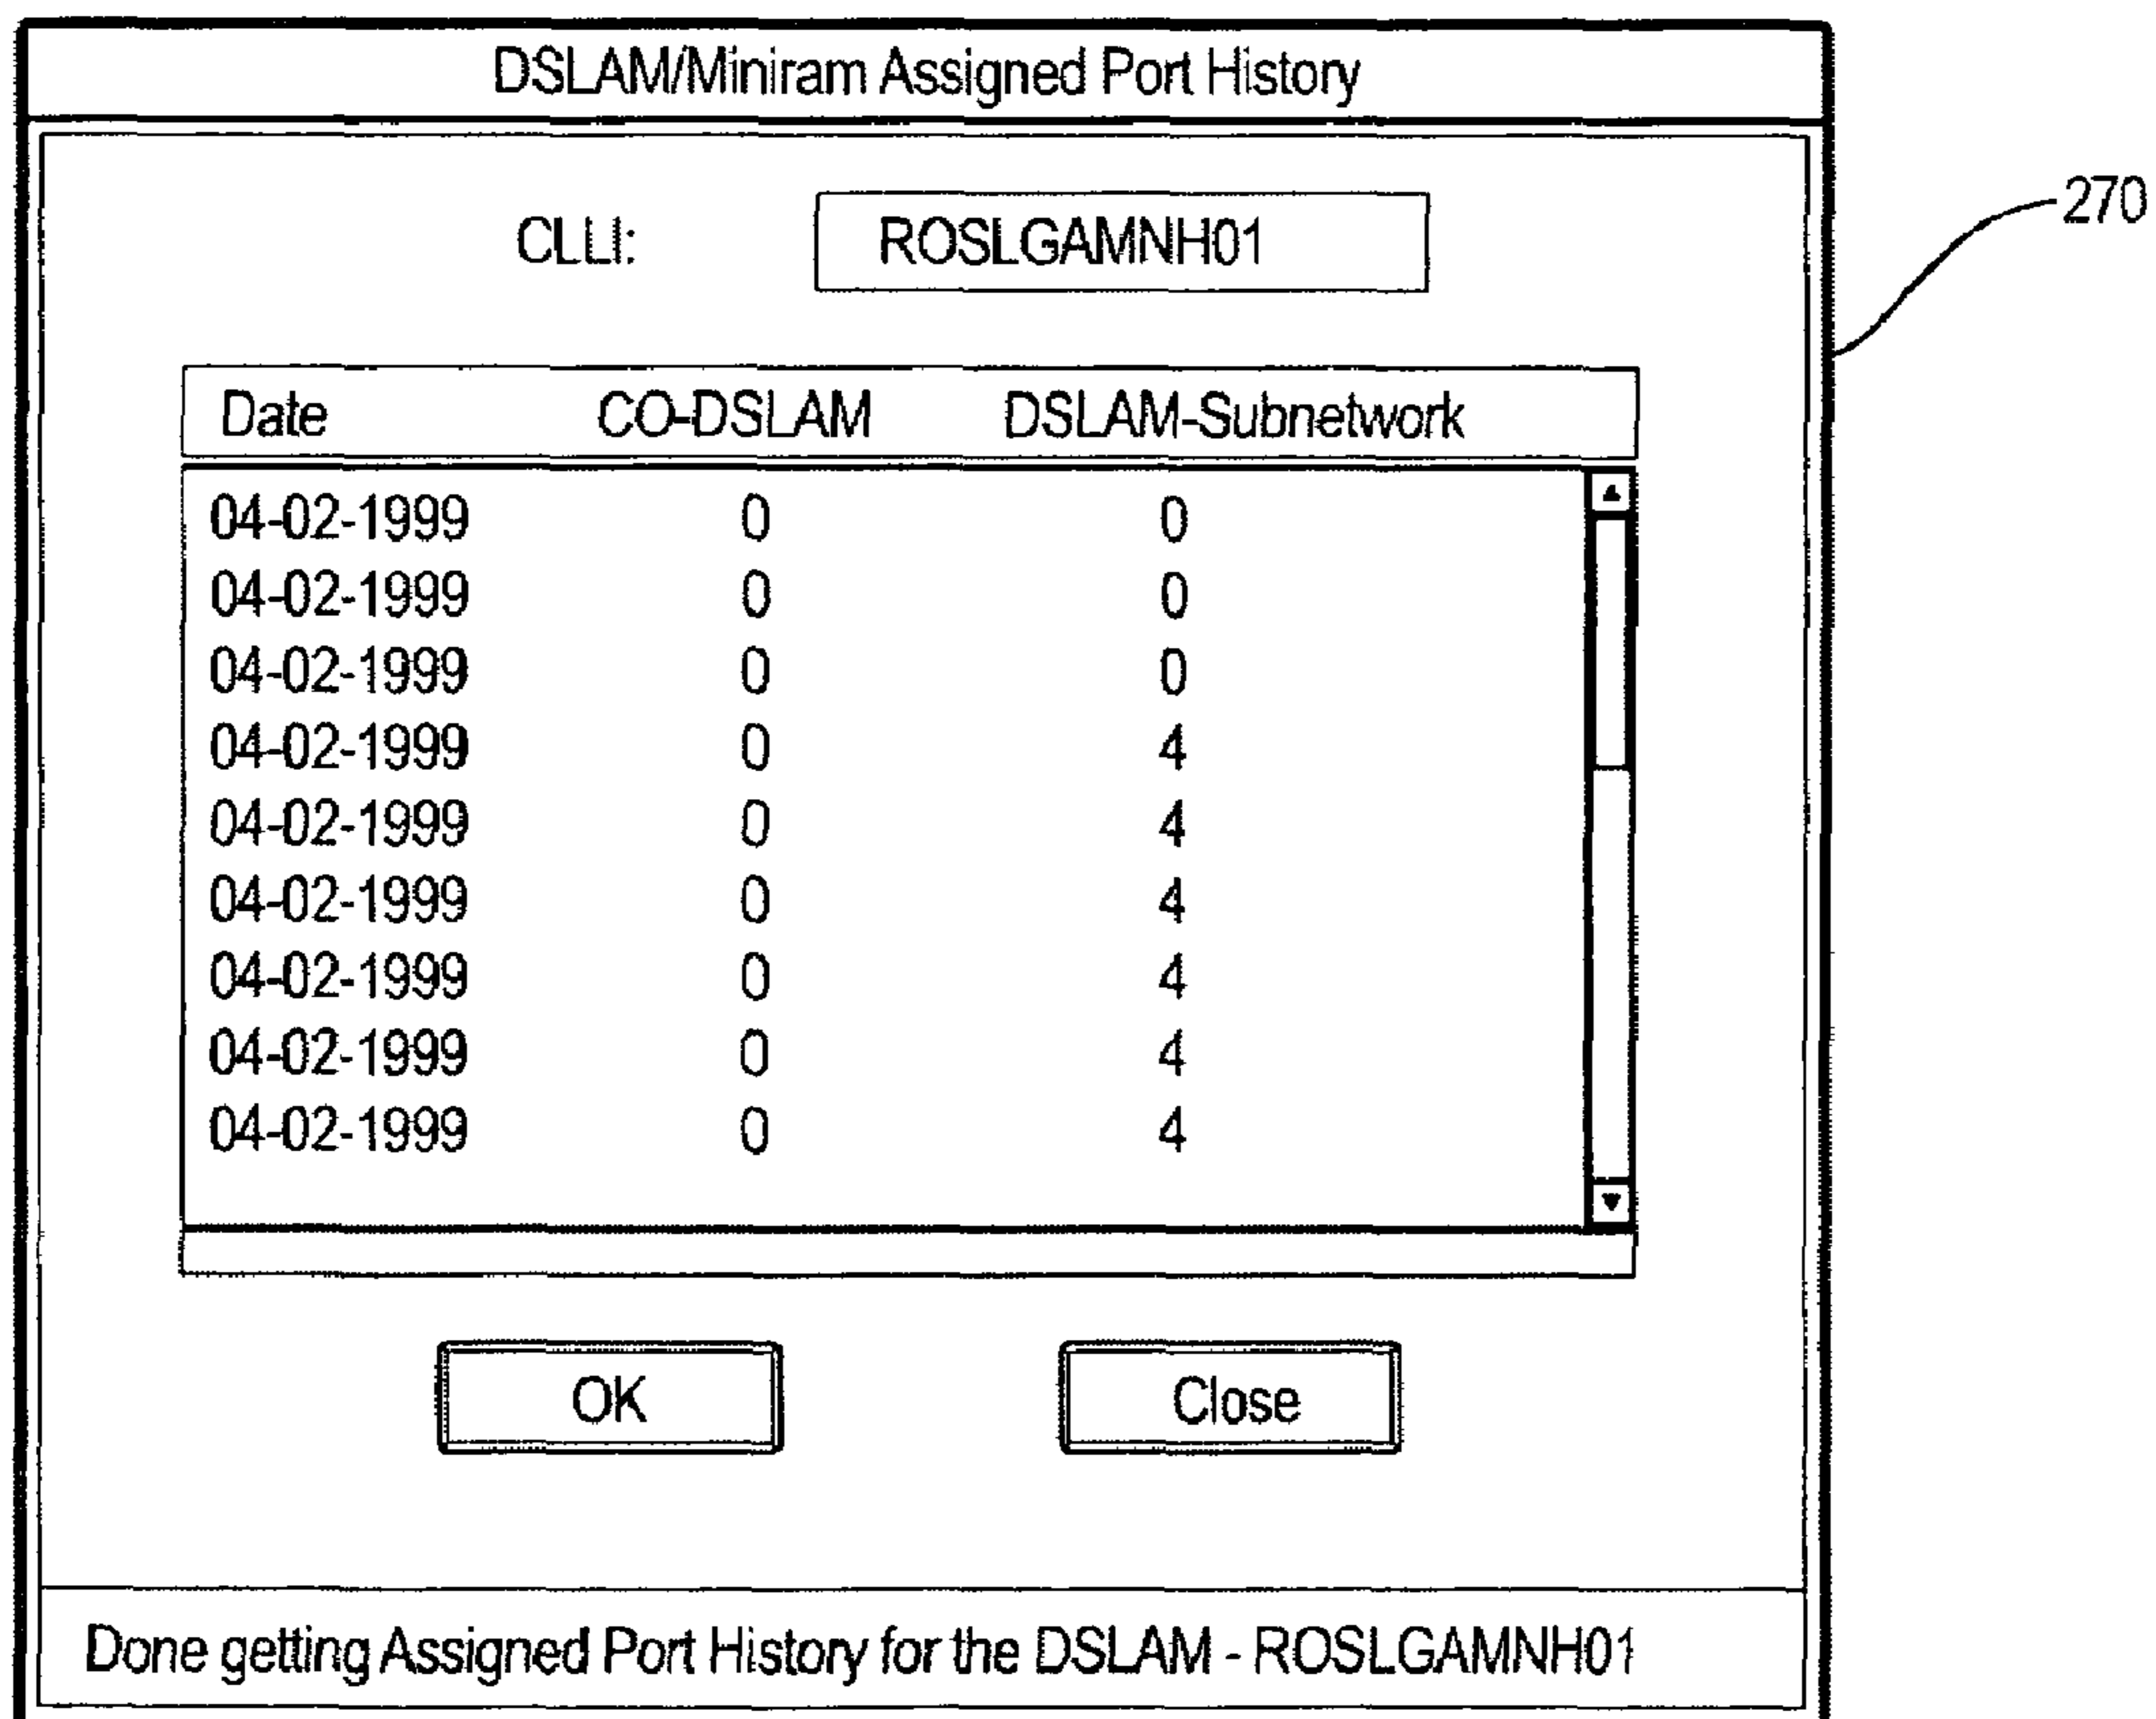 DSLAM/Miniram Assigned Port History
270
CLLI: ROSLGAMNH01
Date CO-DSLAM DSLAM-Subnetwork
04-02-1999 0 0
04-02-1999 0 0
04-02-1999 0 0
04-02-1999 0 4
04-02-1999 0 4
04-02-1999 0 4
04-02-1999 0 4
04-02-1999 0 4
04-02-1999 0 4
OK Close
Done getting Assigned Port History for the DSLAM - ROSLGAMNH01